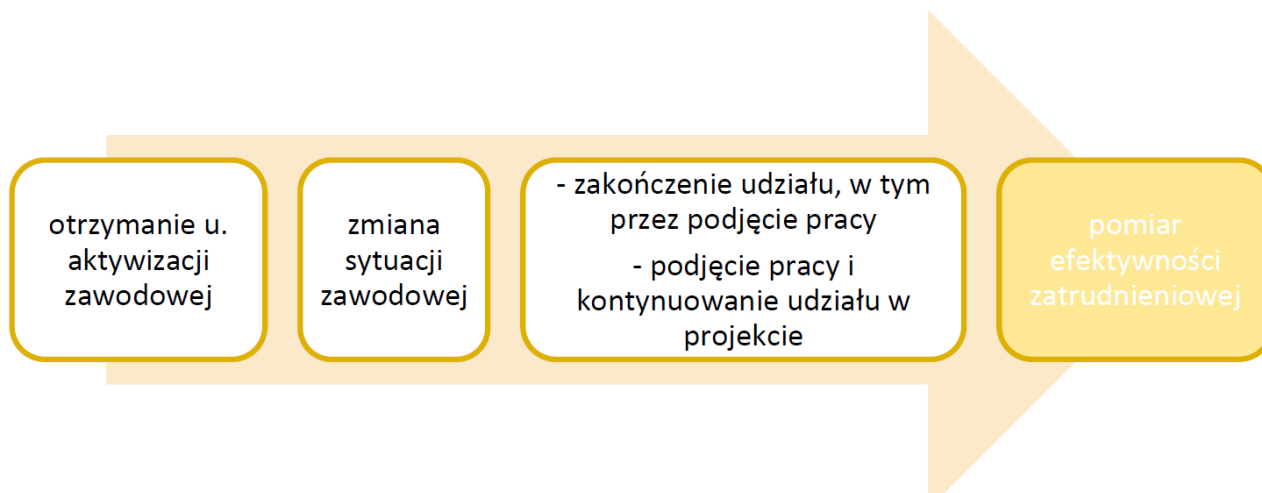 otrzymanie u.
aktywizacji
zawodowej
zmiana
sytuacji
zawodowej
- zakończenie udziału, w tym
przez podjęcie pracy
- podjęcie pracy i
kontynuowanie udziału w
projekcie
pomiar
efektywności
zatrudnieniowej